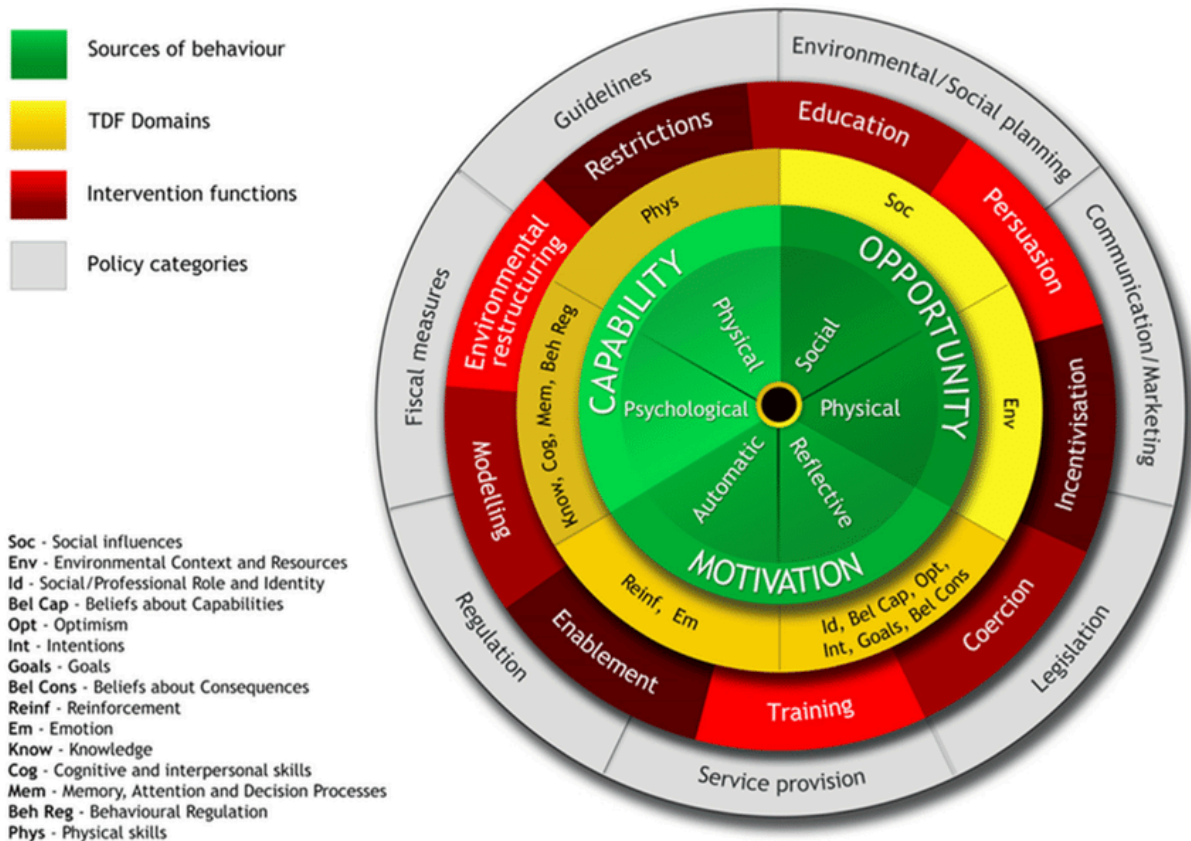 Sources of behaviour
TDF Domains
Intervention functions
Policy categories
Soc - Social influences
Env - Environmental Context and Resources
Id - Social/Professional Role and Identity
Bel Cap - Beliefs about Capabilities
Opt - Optimism
Int - Intentions
Goals - Goals
Bel Cons - Beliefs about Consequences
Reinf - Reinforcement
Em - Emotion
Know - Knowledge
Cog - Cognitive and interpersonal skills
Mem - Memory, Attention and Decision Processes
Beh Reg - Behavioural Regulation
Phys - Physical skills
Guidelines
Environmental/Social planning
Communication/Marketing
Legislation
Service provision
Regulation
Fiscal measures
Restrictions
Education
Persuasion
Incentivisation
Coercion
Training
Enablement
Modelling
Environmental
restructuring
Phys
Soc
Env
Id, Bel Cap, Opt,
Int, Goals, Bel Cons
Reinf, Em
Know, Cog, Mem, Beh Reg
CAPABILITY
OPPORTUNITY
MOTIVATION
Physical
Social
Psychological
Physical
Automatic
Reflective